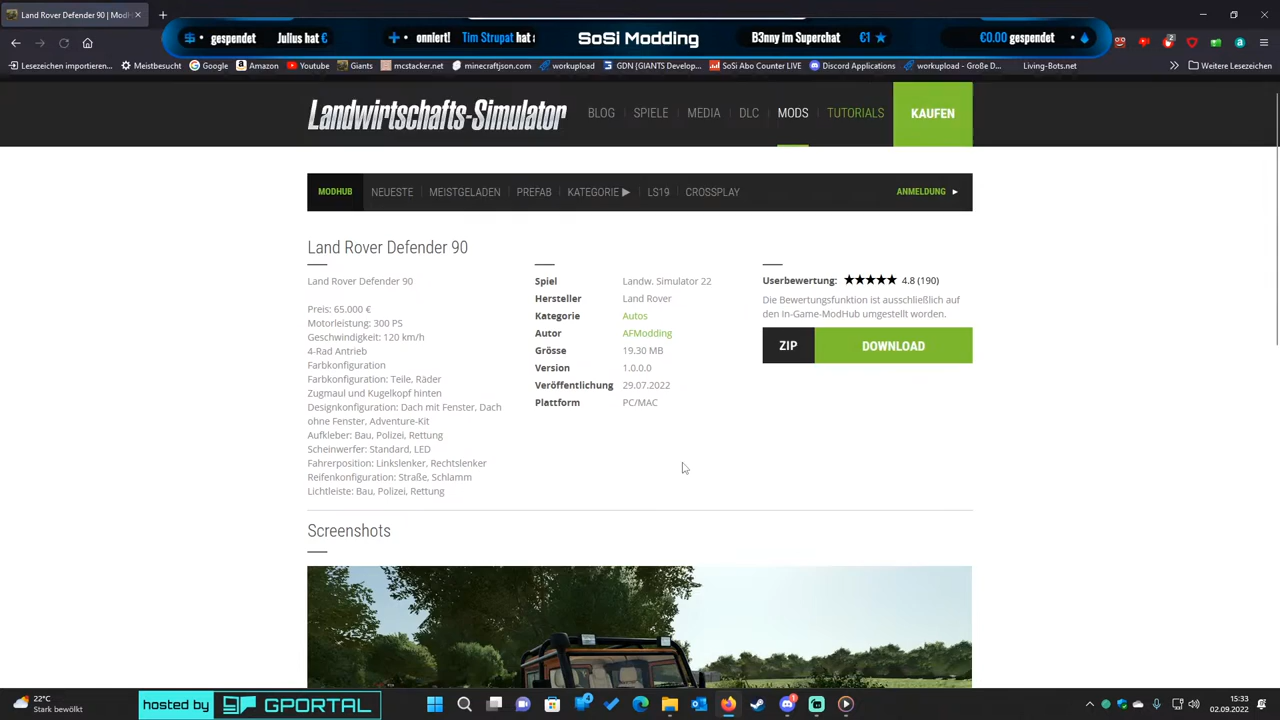 Land Rover Defender 90 | ModHu
gespendet
Julius hat €
onniert!
Tim Strupat hat
SoSi Modding
B3nny im Superchat
€1
€0.00 gespendet
Lesezeichen importieren...
Meistbesucht
Google
Amazon
Youtube
Giants
mcstacker.net
minecraftjson.com
workupload
GDN (GIANTS Develop...
SoSi Abo Counter LIVE
Discord Applications
workupload - Große D...
Living-Bots.net
Weitere Lesezeichen
Landwirtschafts-Simulator
BLOG
SPIELE
MEDIA
DLC
MODS
TUTORIALS
KAUFEN
MODHUB
NEUESTE
MEISTGELADEN
PREFAB
KATEGORIE
LS19
CROSSPLAY
ANMELDUNG
Land Rover Defender 90
Land Rover Defender 90
Preis: 65.000 €
Motorleistung: 300 PS
Geschwindigkeit: 120 km/h
4-Rad Antrieb
Farbkonfiguration
Farbkonfiguration: Teile, Räder
Zugmaul und Kugelkopf hinten
Designkonfiguration: Dach mit Fenster, Dach
ohne Fenster, Adventure-Kit
Aufkleber: Bau, Polizei, Rettung
Scheinwerfer: Standard, LED
Fahrerposition: Linkslenker, Rechtslenker
Reifenkonfiguration: Straße, Schlamm
Lichtleiste: Bau, Polizei, Rettung
Spiel Landw. Simulator 22
Hersteller Land Rover
Kategorie Autos
Autor AFModding
Grösse 19.30 MB
Version 1.0.0.0
Veröffentlichung 29.07.2022
Plattform PC/MAC
Userbewertung: 4.8 (190)
Die Bewertungsfunktion ist ausschließlich auf
den In-Game-ModHub umgestellt worden.
ZIP
DOWNLOAD
Screenshots
22°C
Stark bewölkt
hosted by
GPORTAL
15:33
02.09.2022